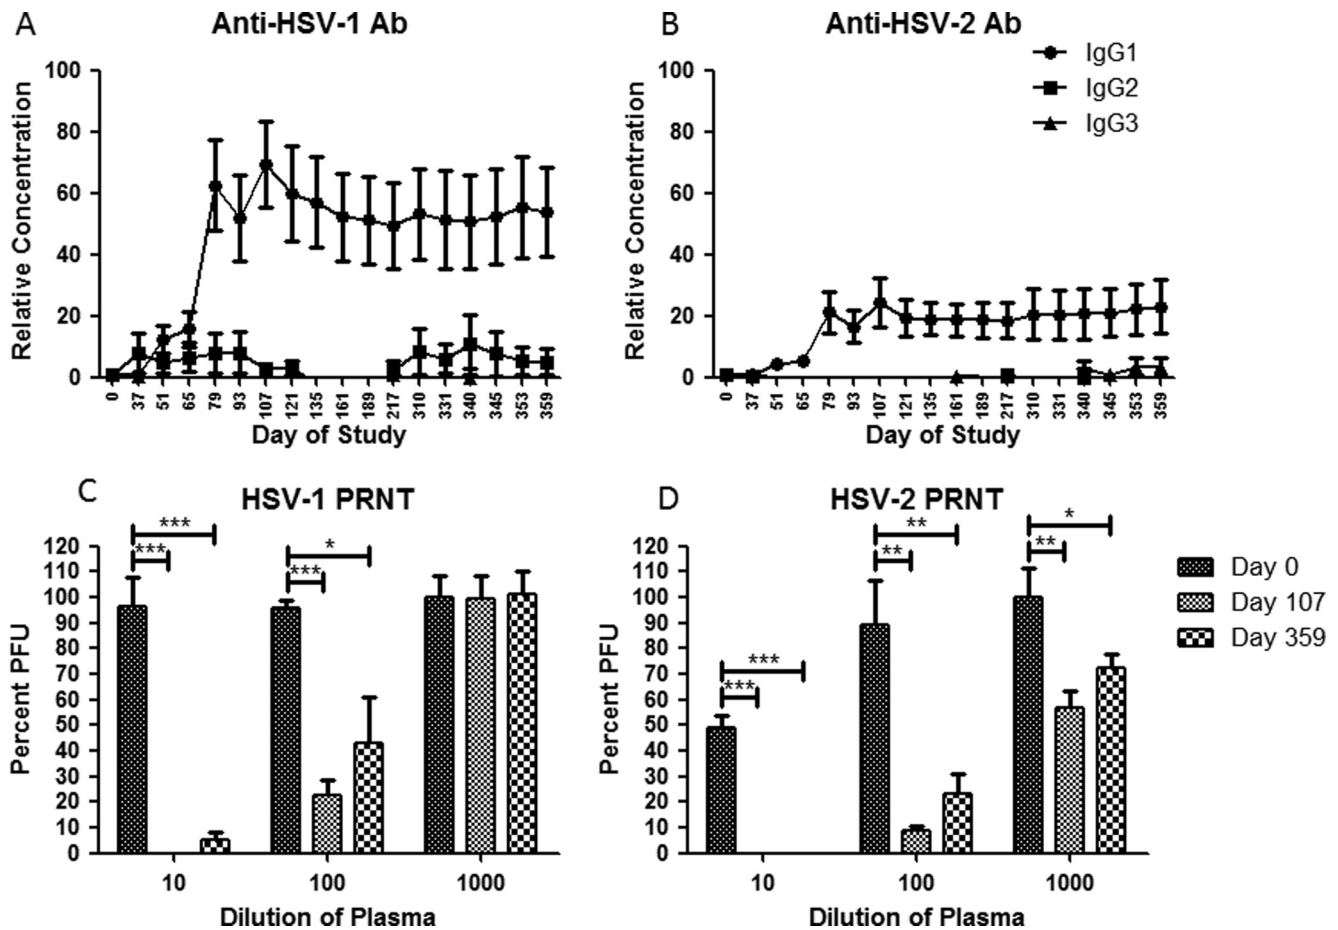 A
Anti-HSV-1 Ab
Relative Concentration
100
80
60
40
20
0
0 37 51 65 79 93 107 121 135 161 189 217 310 331 340 345 353 359
Day of Study
B
Anti-HSV-2 Ab
IgG1
IgG2
IgG3
Relative Concentration
100
80
60
40
20
0
0 37 51 65 79 93 107 121 135 161 189 217 310 331 340 345 353 359
Day of Study
C
HSV-1 PRNT
Percent PFU
120
110
100
90
80
70
60
50
40
30
20
10
0
***
***
*
***
10 100 1000
Dilution of Plasma
D
HSV-2 PRNT
Percent PFU
120
110
100
90
80
70
60
50
40
30
20
10
0
***
***
**
**
*
**
10 100 1000
Dilution of Plasma
Day 0
Day 107
Day 359